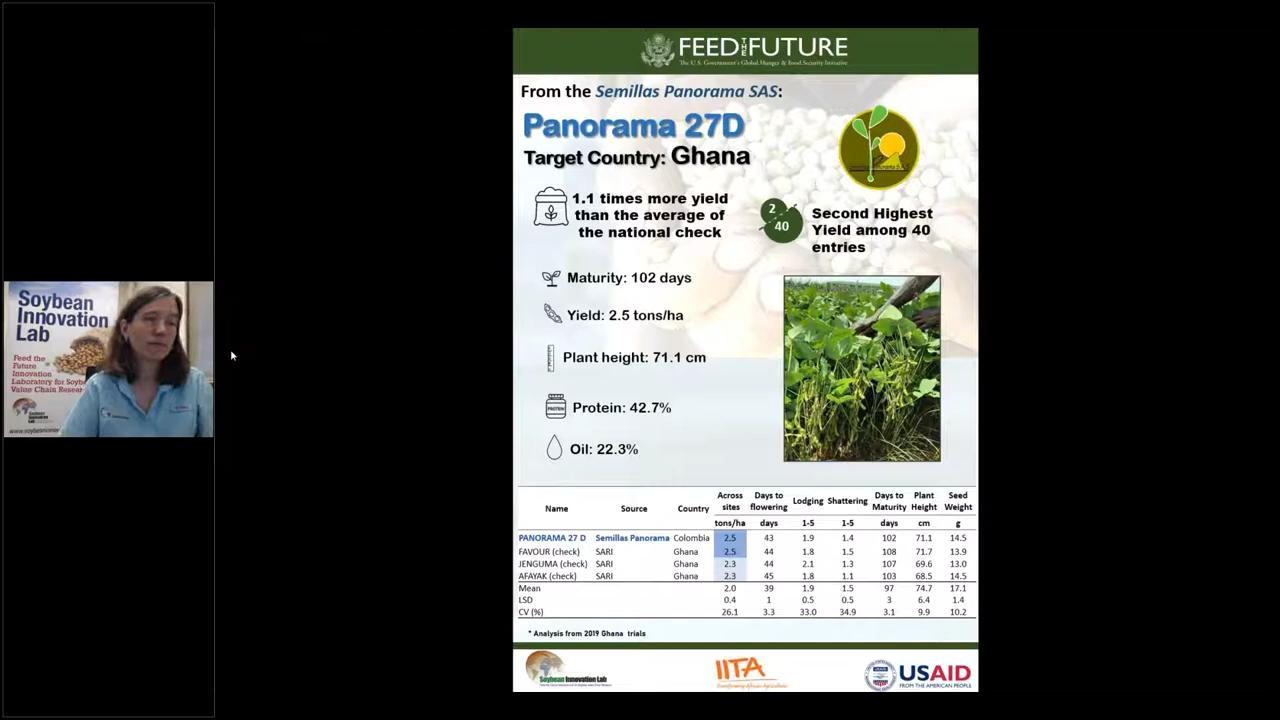 FEED THE FUTURE
The U.S. Government's Global Hunger & Food Security Initiative
From the Semillas Panorama SAS:
Panorama 27D
Target Country: Ghana
1.1 times more yield
than the average of
the national check
2
40
Second Highest
Yield among 40
entries
Maturity: 102 days
Yield: 2.5 tons/ha
Plant height: 71.1 cm
PROTEIN
Protein: 42.7%
Oil: 22.3%
Name Source Country Across sites Days to flowering Lodging Shattering Days to Maturity Plant Height Seed Weight
tons/ha days 1-5 1-5 days cm g
PANORAMA 27 D Semillas Panorama Colombia 2.5 43 1.9 1.4 102 71.1 14.5
FAVOUR (check) SARI Ghana 2.5 44 1.8 1.5 108 71.7 13.9
JENGUMA (check) SARI Ghana 2.3 44 2.1 1.3 107 69.6 13.0
AFAYAK (check) SARI Ghana 2.3 45 1.8 1.1 103 68.5 14.5
Mean 2.0 39 1.9 1.5 97 74.7 17.1
LSD 0.4 1 0.5 0.5 3 6.4 1.4
CV (%) 26.1 3.3 33.0 34.9 3.1 9.9 10.2
* Analysis from 2019 Ghana trials
Soybean Innovation Lab
IITA
Transforming African Agriculture
USAID
FROM THE AMERICAN PEOPLE
Soybean
Innovation
Lab
Feed the
Future
Innovation
Laboratory for
Value Chain